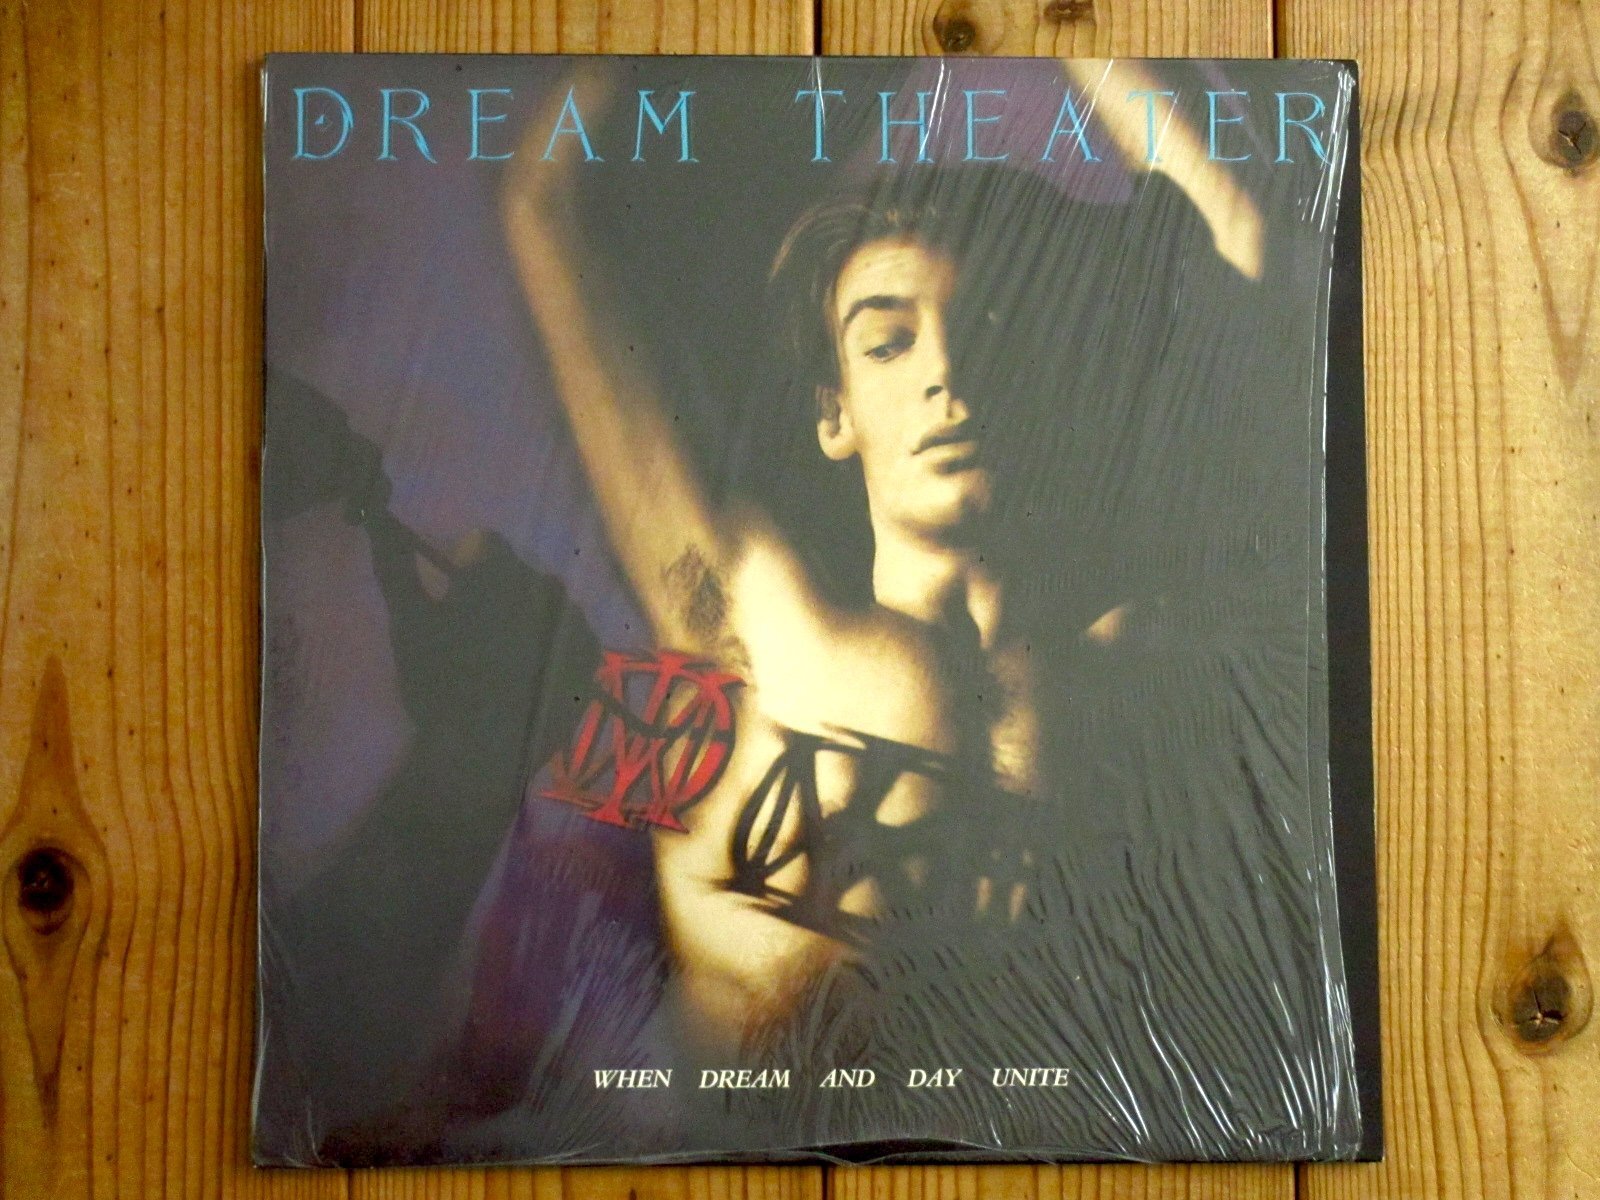 DREAM THEATER
WHEN DREAM AND DAY UNITE